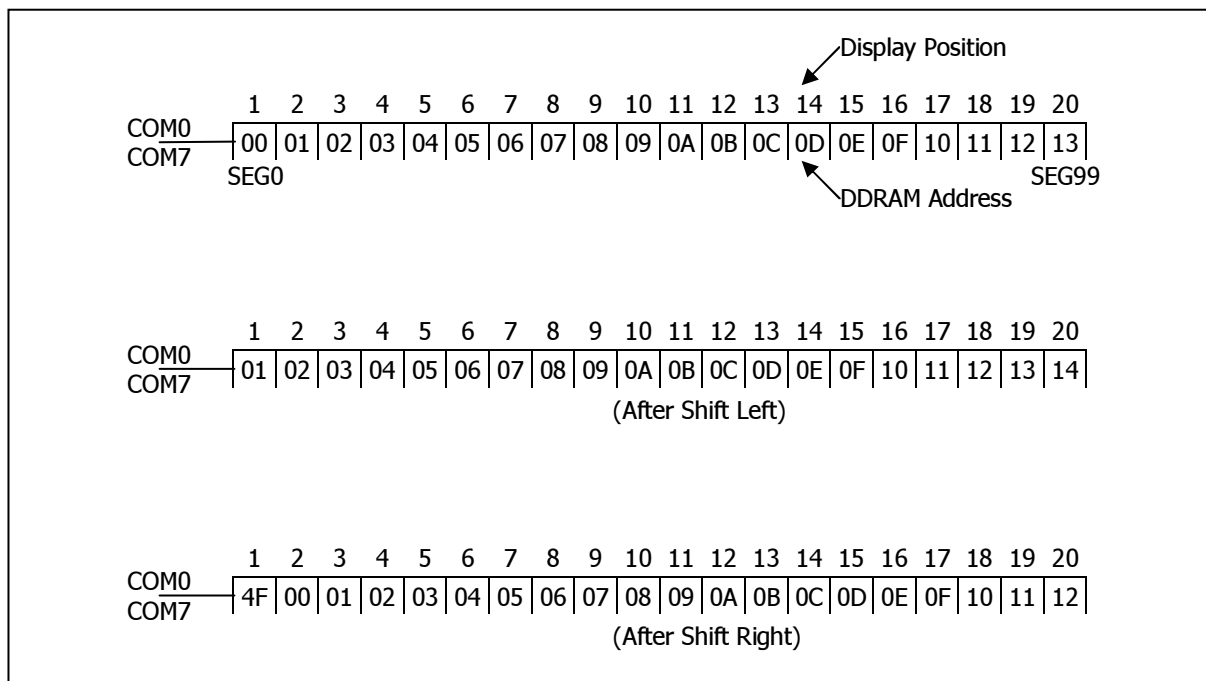 Display Position
1 2 3 4 5 6 7 8 9 10 11 12 13 14 15 16 17 18 19 20
COM0
COM7
00 01 02 03 04 05 06 07 08 09 0A 0B 0C 0D 0E 0F 10 11 12 13
SEG0 SEG99
DDRAM Address
1 2 3 4 5 6 7 8 9 10 11 12 13 14 15 16 17 18 19 20
COM0
COM7
01 02 03 04 05 06 07 08 09 0A 0B 0C 0D 0E 0F 10 11 12 13 14
(After Shift Left)
1 2 3 4 5 6 7 8 9 10 11 12 13 14 15 16 17 18 19 20
COM0
COM7
4F 00 01 02 03 04 05 06 07 08 09 0A 0B 0C 0D 0E 0F 10 11 12
(After Shift Right)